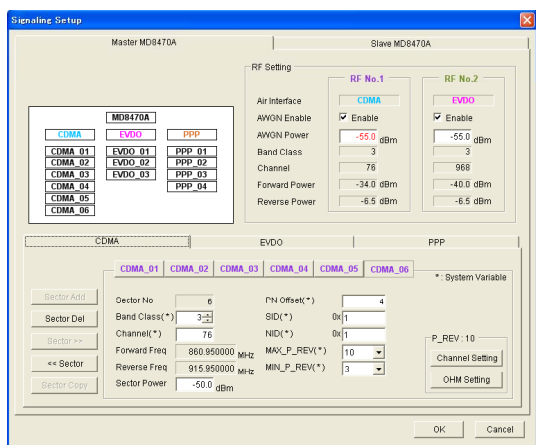 Signaling Setup
Master MD8470A
Slave MD8470A
RF Setting
RF No.1
RF No.2
Air Interface
CDMA
EVDO
AWGN Enable
Enable
Enable
AWGN Power
-55.0 dBm
-55.0 dBm
Band Class
3
3
Channel
76
968
Forward Power
-34.0 dBm
-40.0 dBm
Reverse Power
-6.5 dBm
-6.5 dBm
MD8470A
CDMA
EVDO
PPP
CDMA_01
EVDO_01
PPP_01
CDMA_02
EVDO_02
PPP_02
CDMA_03
EVDO_03
PPP_03
CDMA_04
PPP_04
CDMA_05
CDMA_06
CDMA
EVDO
PPP
CDMA_01
CDMA_02
CDMA_03
CDMA_04
CDMA_05
CDMA_06
* : System Variable
Sector Add
Sector Del
Sector >>
<< Sector
Sector Copy
Sector No
6
Band Class(*)
3
Channel(*)
76
Forward Freq
860.950000 MHz
Reverse Freq
915.950000 MHz
Sector Power
-50.0 dBm
PN Offset(*)
4
SID(*)
0x 1
NID(*)
0x 1
MAX_P_REV(*)
10
MIN_P_REV(*)
3
P_REV : 10
Channel Setting
OHM Setting
OK
Cancel